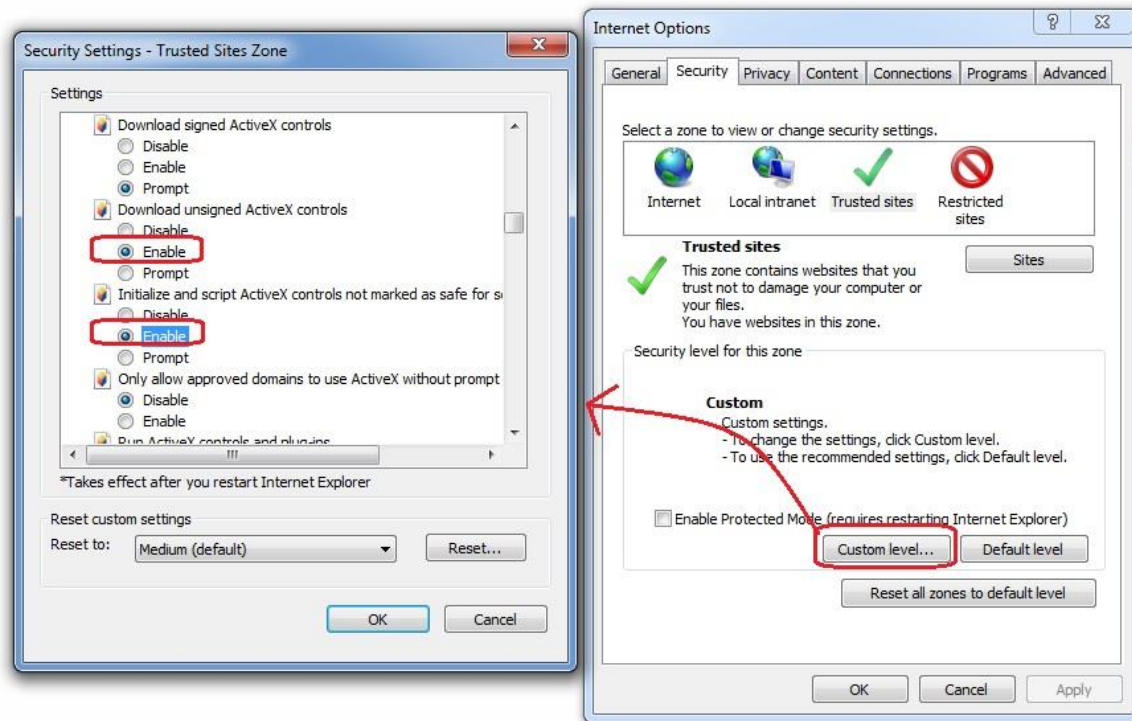 Security Settings - Trusted Sites Zone
Settings
Download signed ActiveX controls
Disable
Enable
Prompt
Download unsigned ActiveX controls
Disable
Enable
Prompt
Initialize and script ActiveX controls not marked as safe for
Disable
Enable
Prompt
Only allow approved domains to use ActiveX without prompt
Disable
Enable
Run ActiveX controls and plug-ins
*Takes effect after you restart Internet Explorer
Reset custom settings
Reset to:
Medium (default)
Reset...
OK
Cancel
Internet Options
General
Security
Privacy
Content
Connections
Programs
Advanced
Select a zone to view or change security settings.
Internet
Local intranet
Trusted sites
Restricted
sites
Trusted sites
This zone contains websites that you
trust not to damage your computer or
your files.
You have websites in this zone.
Sites
Security level for this zone
Custom
Custom settings.
- To change the settings, click Custom level.
- To use the recommended settings, click Default level.
Enable Protected Mode (requires restarting Internet Explorer)
Custom level...
Default level
Reset all zones to default level
OK
Cancel
Apply